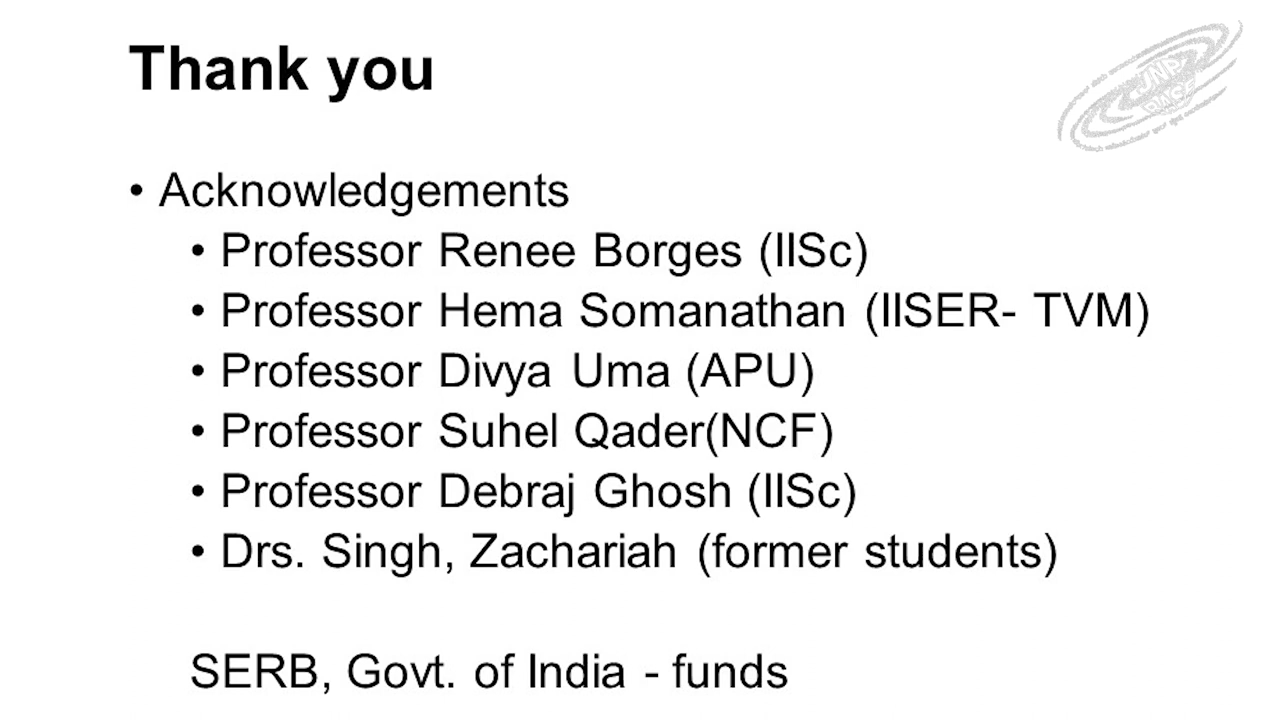 Thank you
• Acknowledgements
• Professor Renee Borges (IISc)
• Professor Hema Somanathan (IISER- TVM)
• Professor Divya Uma (APU)
• Professor Suhel Qader(NCF)
• Professor Debraj Ghosh (IISc)
• Drs. Singh, Zachariah (former students)
SERB, Govt. of India - funds